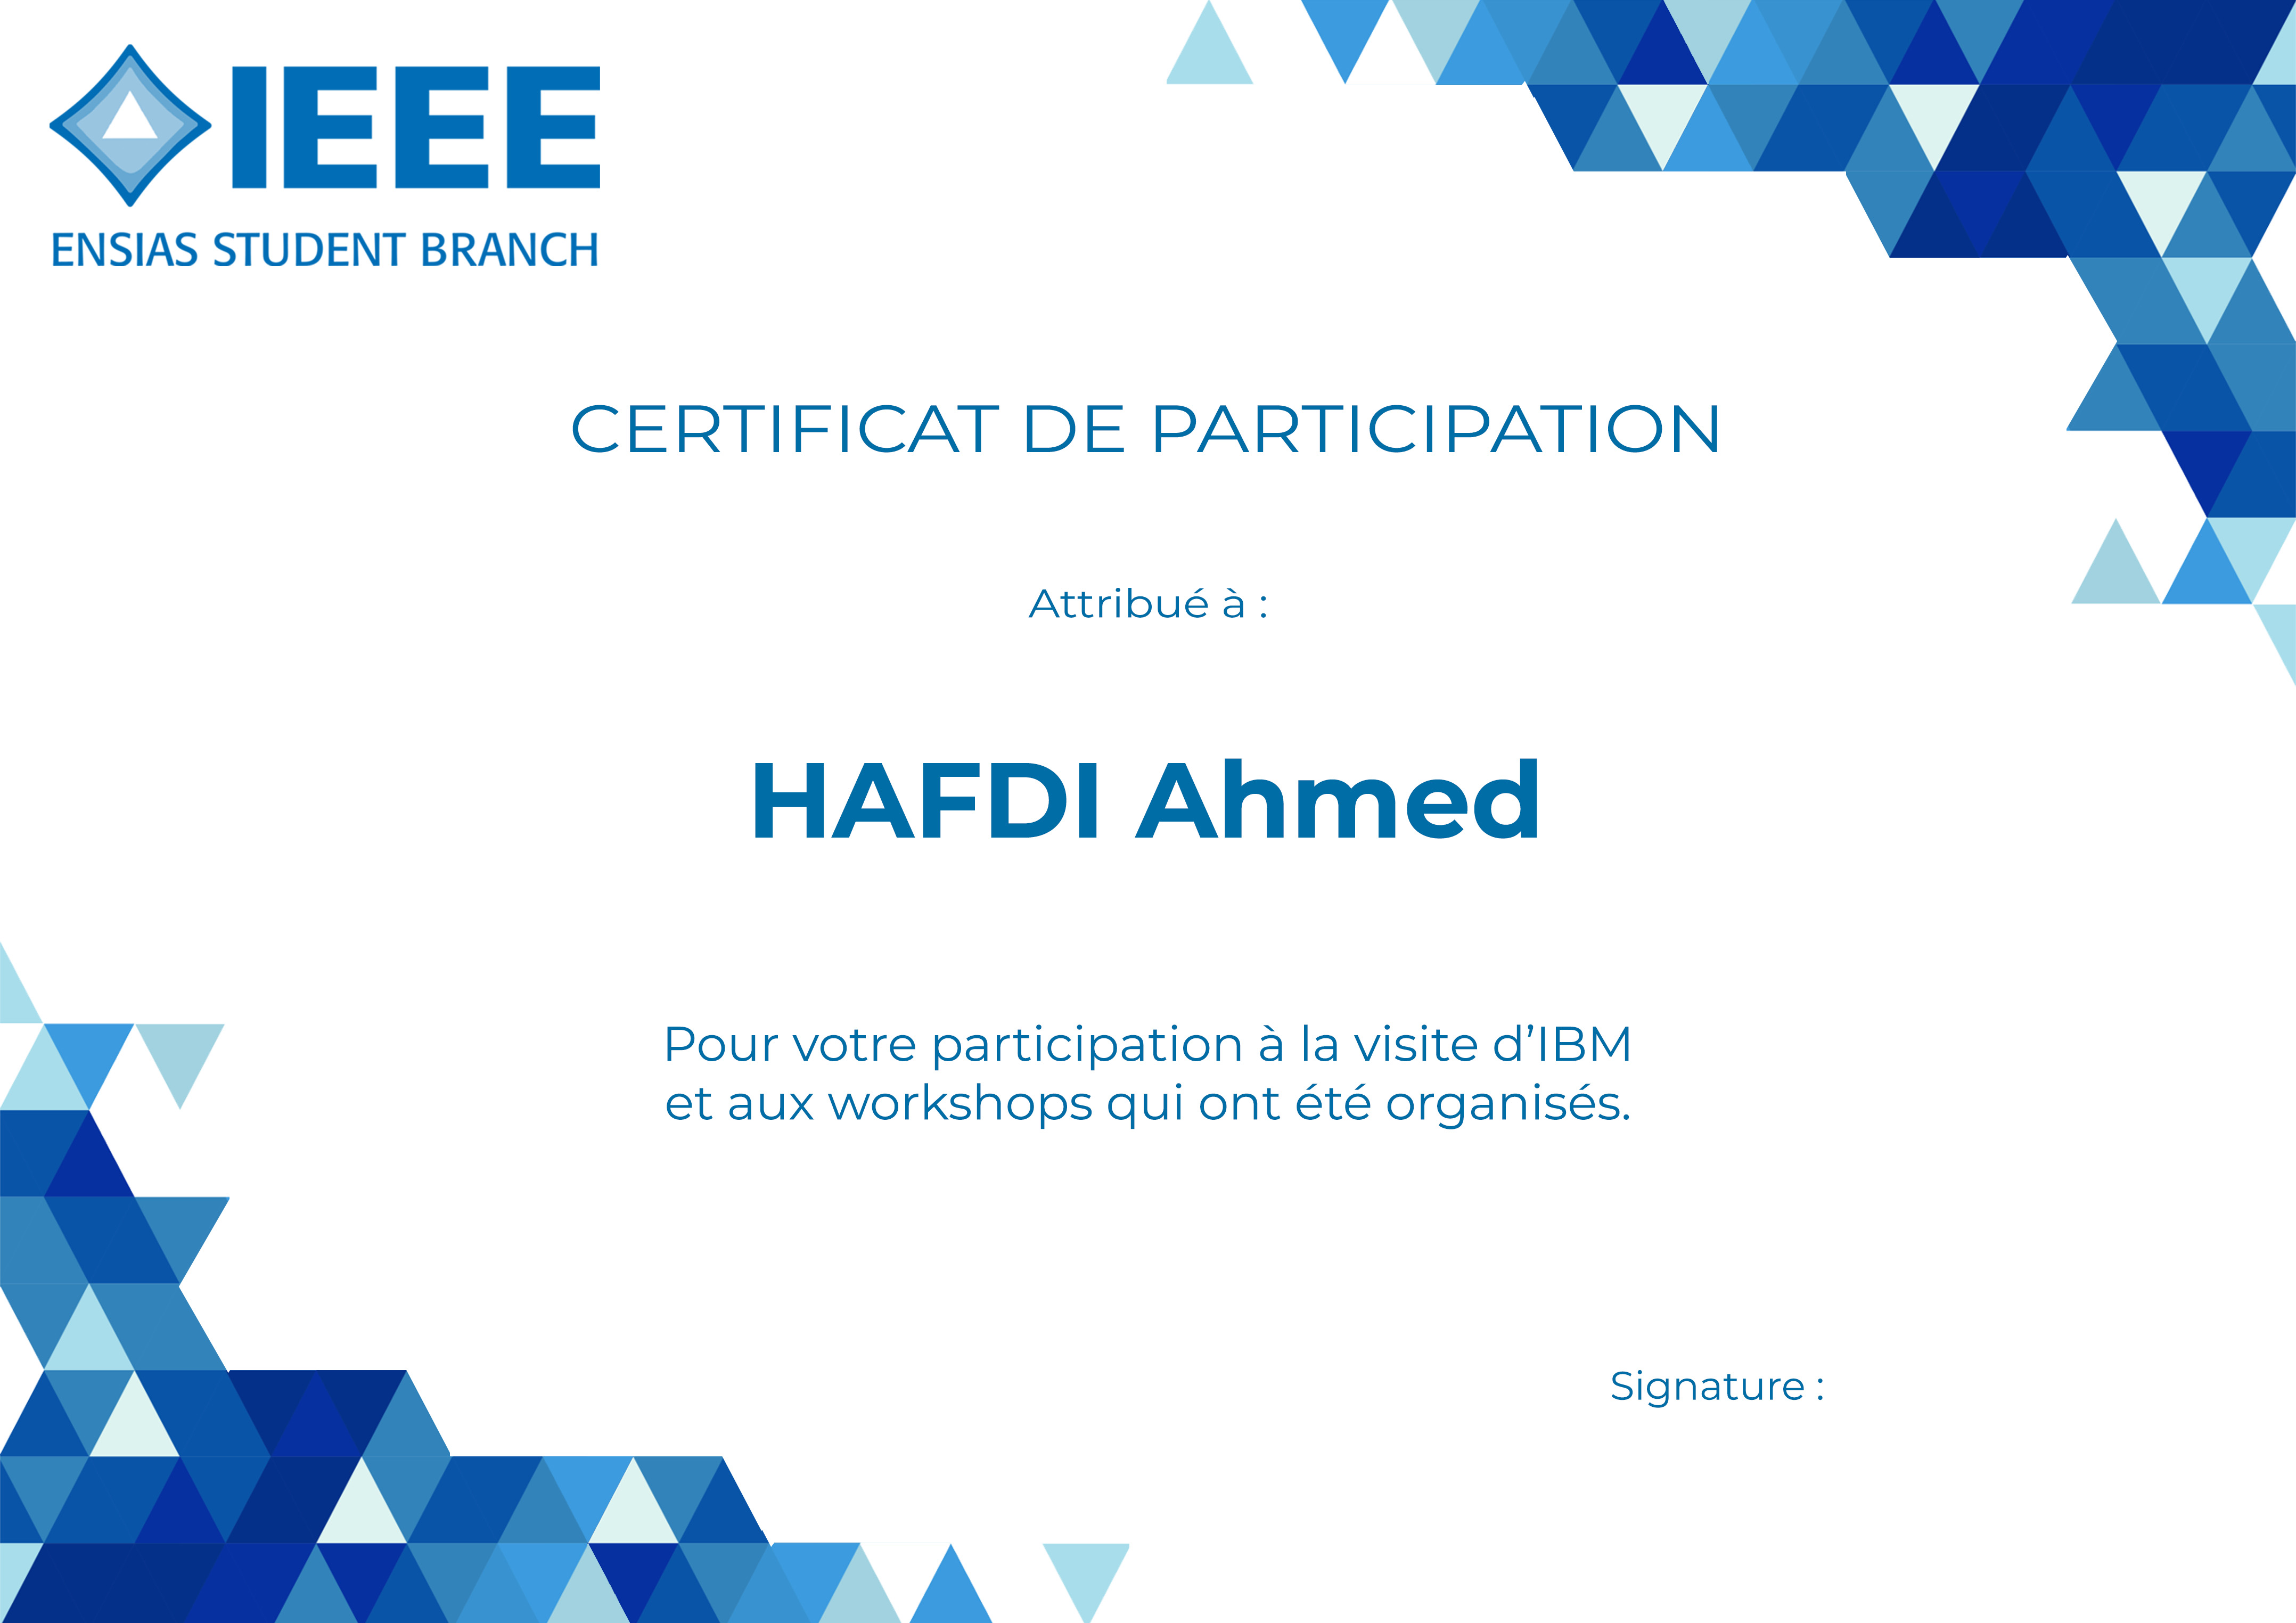 IEEE
ENSIAS STUDENT BRANCH
CERTIFICAT DE PARTICIPATION
Attribué à :
HAFDI Ahmed
Pour votre participation à la visite d'IBM
et aux workshops qui ont été organisés.
Signature :